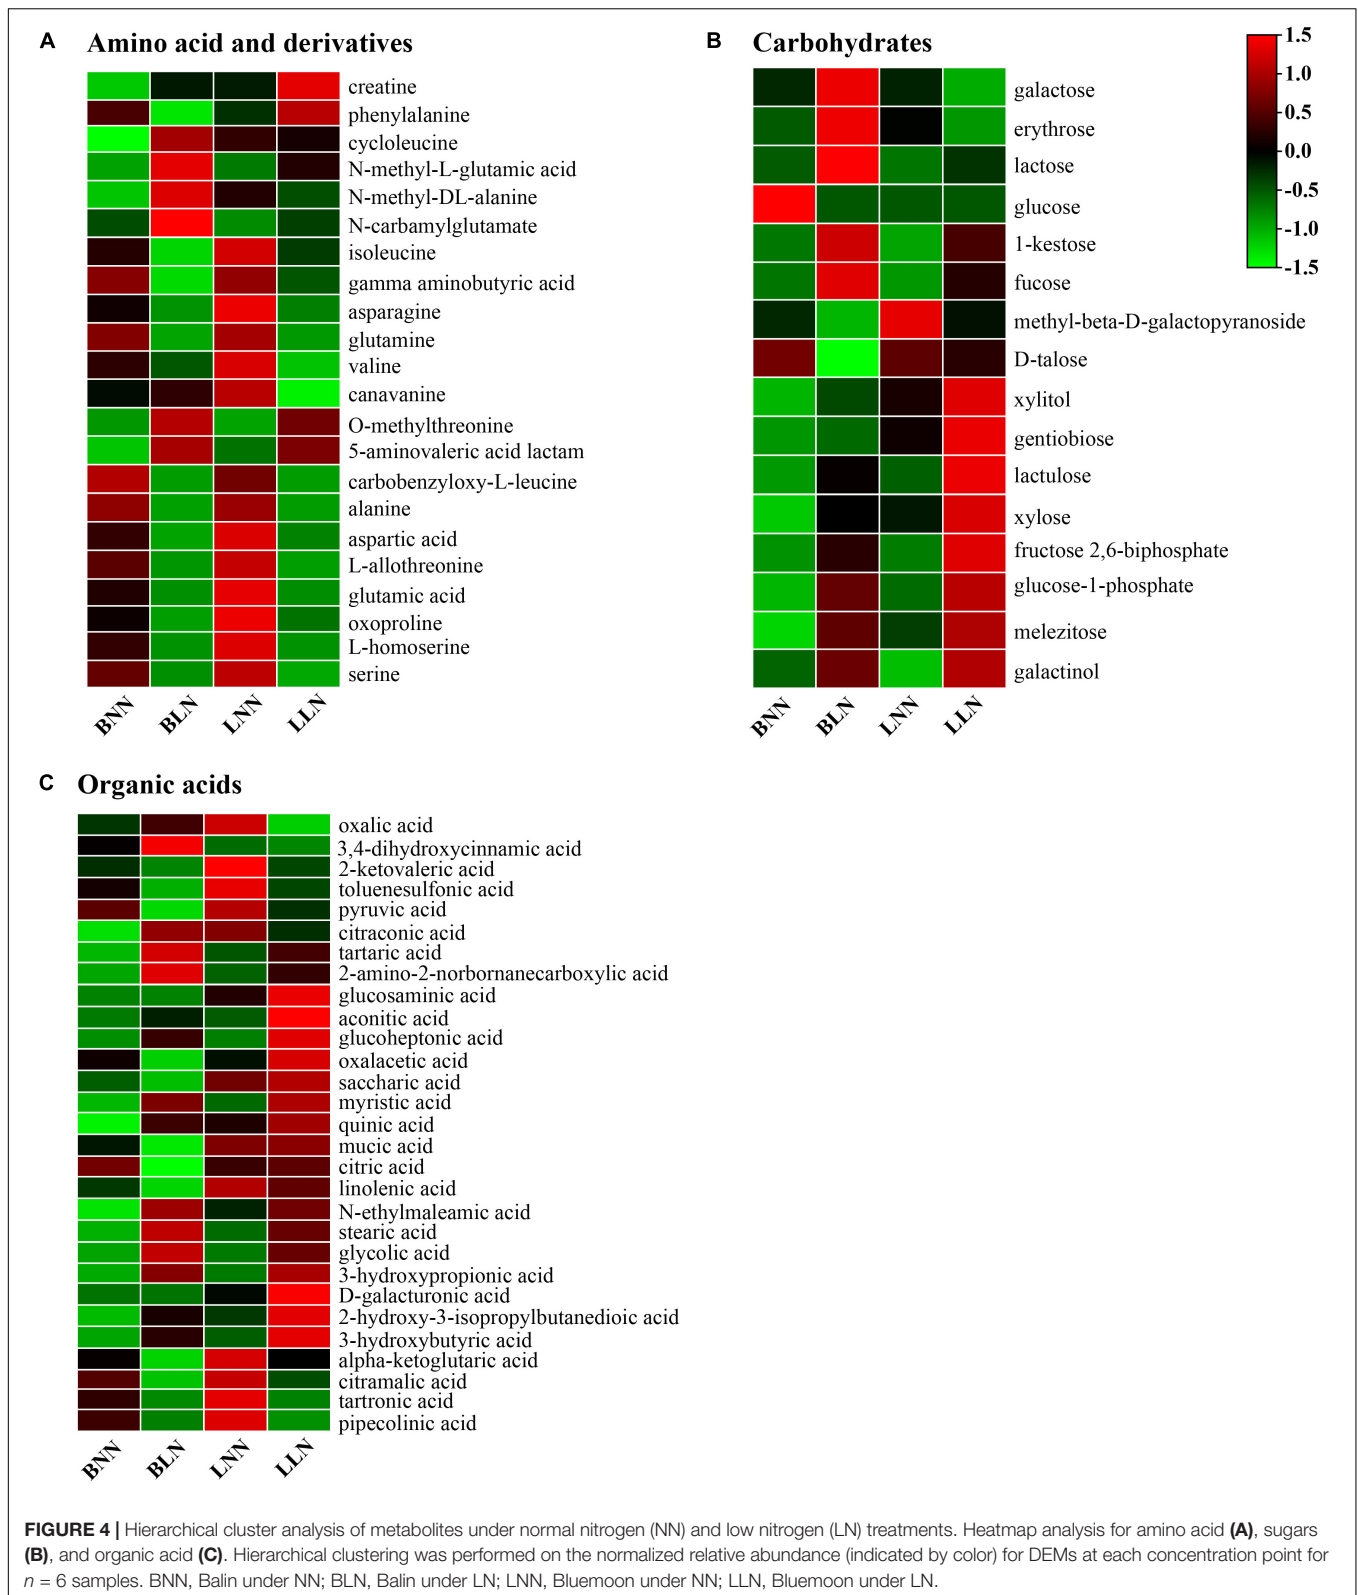 A Amino acid and derivatives
creatine
phenylalanine
cycloleucine
N-methyl-L-glutamic acid
N-methyl-DL-alanine
N-carbamylglutamate
isoleucine
gamma aminobutyric acid
asparagine
glutamine
valine
canavanine
O-methylthreonine
5-aminovaleric acid lactam
carbobenzyloxy-L-leucine
alanine
aspartic acid
L-allothreonine
glutamic acid
oxoproline
L-homoserine
serine
BNN BLN LNN LLN
B Carbohydrates
galactose
erythrose
lactose
glucose
1-kestose
fucose
methyl-beta-D-galactopyranoside
D-talose
xylitol
gentiobiose
lactulose
xylose
fructose 2,6-biphosphate
glucose-1-phosphate
melezitose
galactinol
BNN BLN LNN LLN
1.5
1.0
0.5
0.0
-0.5
-1.0
-1.5
C Organic acids
oxalic acid
3,4-dihydroxycinnamic acid
2-ketovaleric acid
toluenesulfonic acid
pyruvic acid
citraconic acid
tartaric acid
2-amino-2-norbornanecarboxylic acid
glucosaminic acid
aconitic acid
glucoheptonic acid
oxalacetic acid
saccharic acid
myristic acid
quinic acid
mucic acid
citric acid
linolenic acid
N-ethylmaleamic acid
stearic acid
glycolic acid
3-hydroxypropionic acid
D-galacturonic acid
2-hydroxy-3-isopropylbutanedioic acid
3-hydroxybutyric acid
alpha-ketoglutaric acid
citramalic acid
tartronic acid
pipecolinic acid
BNN BLN LNN LLN
FIGURE 4 | Hierarchical cluster analysis of metabolites under normal nitrogen (NN) and low nitrogen (LN) treatments. Heatmap analysis for amino acid (A), sugars
(B), and organic acid (C). Hierarchical clustering was performed on the normalized relative abundance (indicated by color) for DEMs at each concentration point for
n = 6 samples. BNN, Balin under NN; BLN, Balin under LN; LNN, Bluemoon under NN; LLN, Bluemoon under LN.